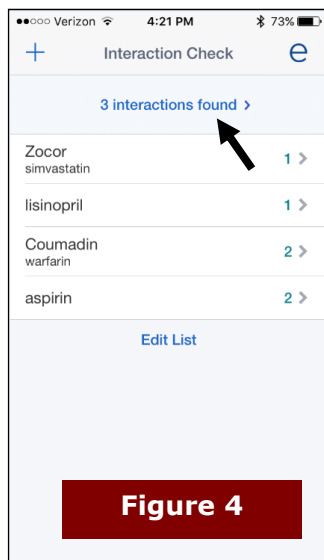 Verizon 4:21 PM 73%
+ Interaction Check e
3 interactions found >
Zocor
simvastatin
1 >
lisinopril 1 >
Coumadin
warfarin
2 >
aspirin 2 >
Edit List
Figure 4